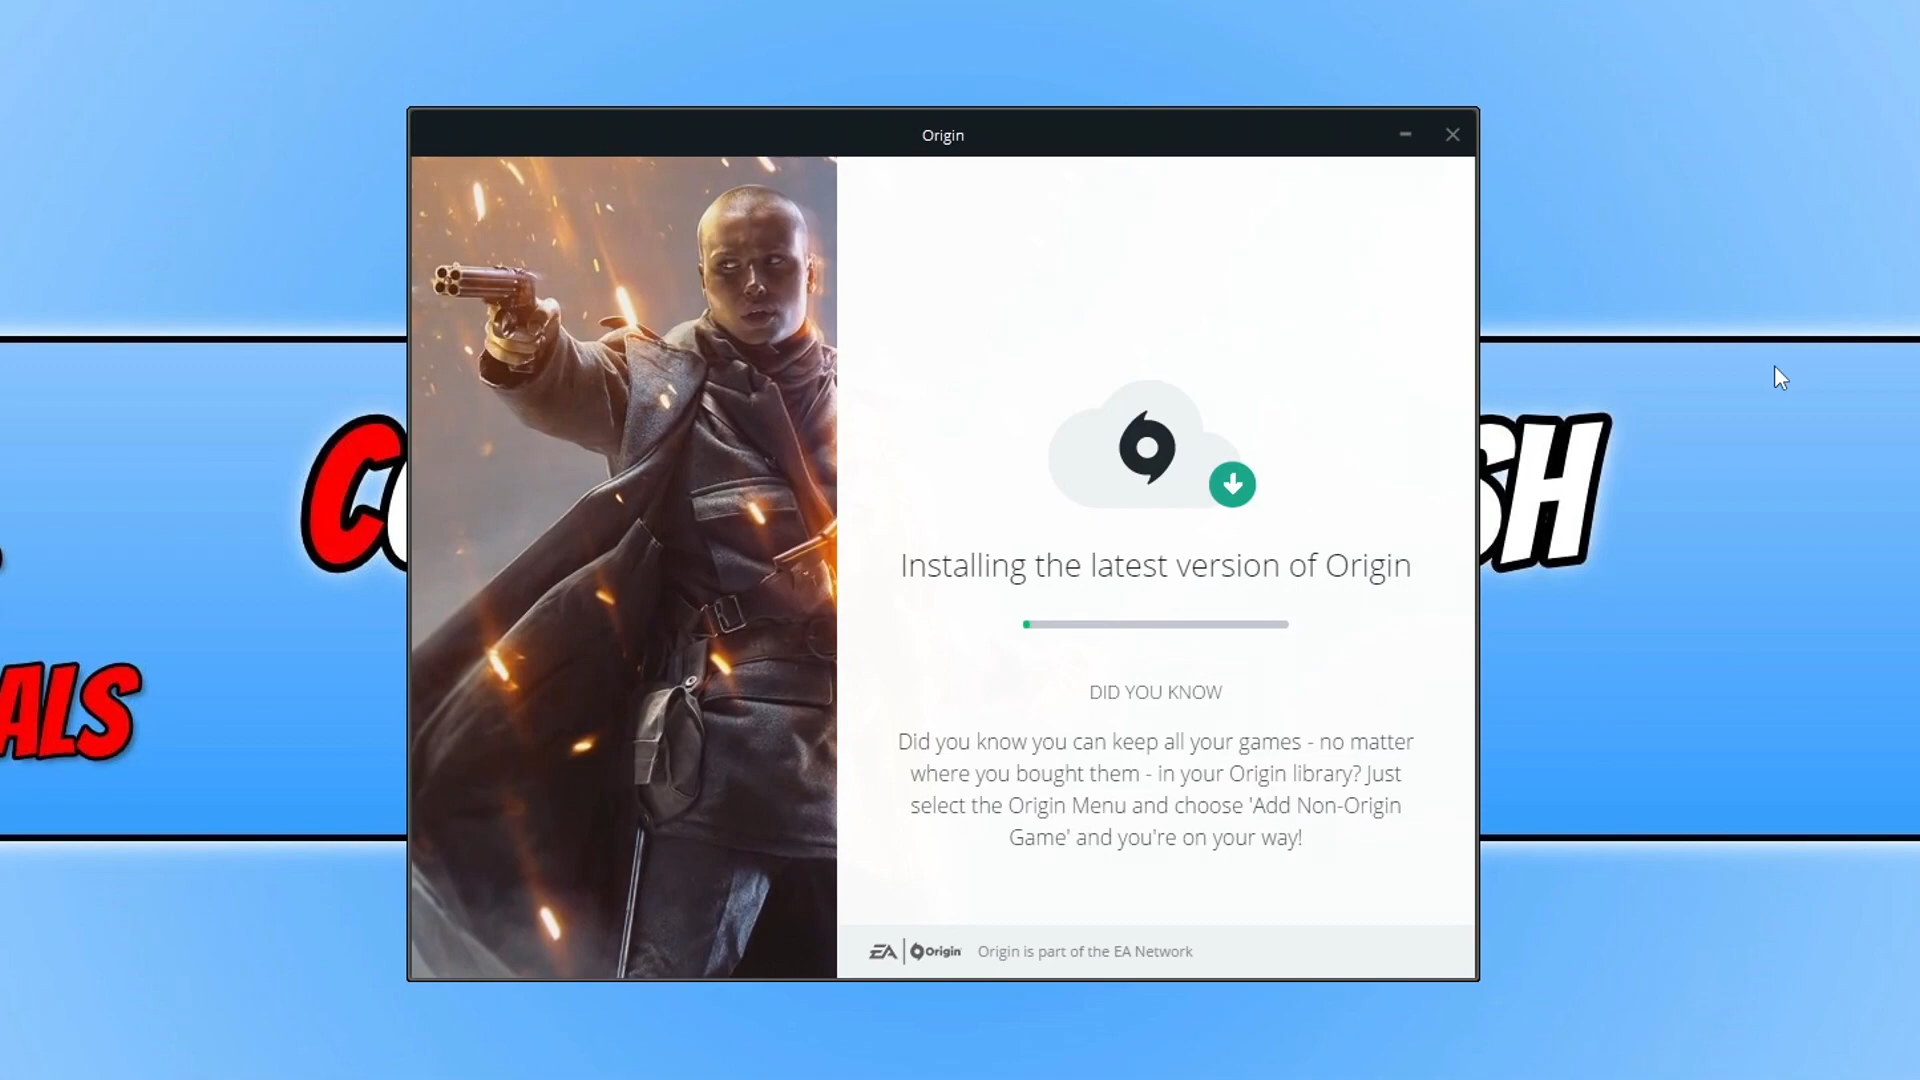 Origin
C
SH
ALS
Installing the latest version of Origin
DID YOU KNOW
Did you know you can keep all your games - no matter
where you bought them - in your Origin library? Just
select the Origin Menu and choose 'Add Non-Origin
Game' and you're on your way!
EA Origin Origin is part of the EA Network